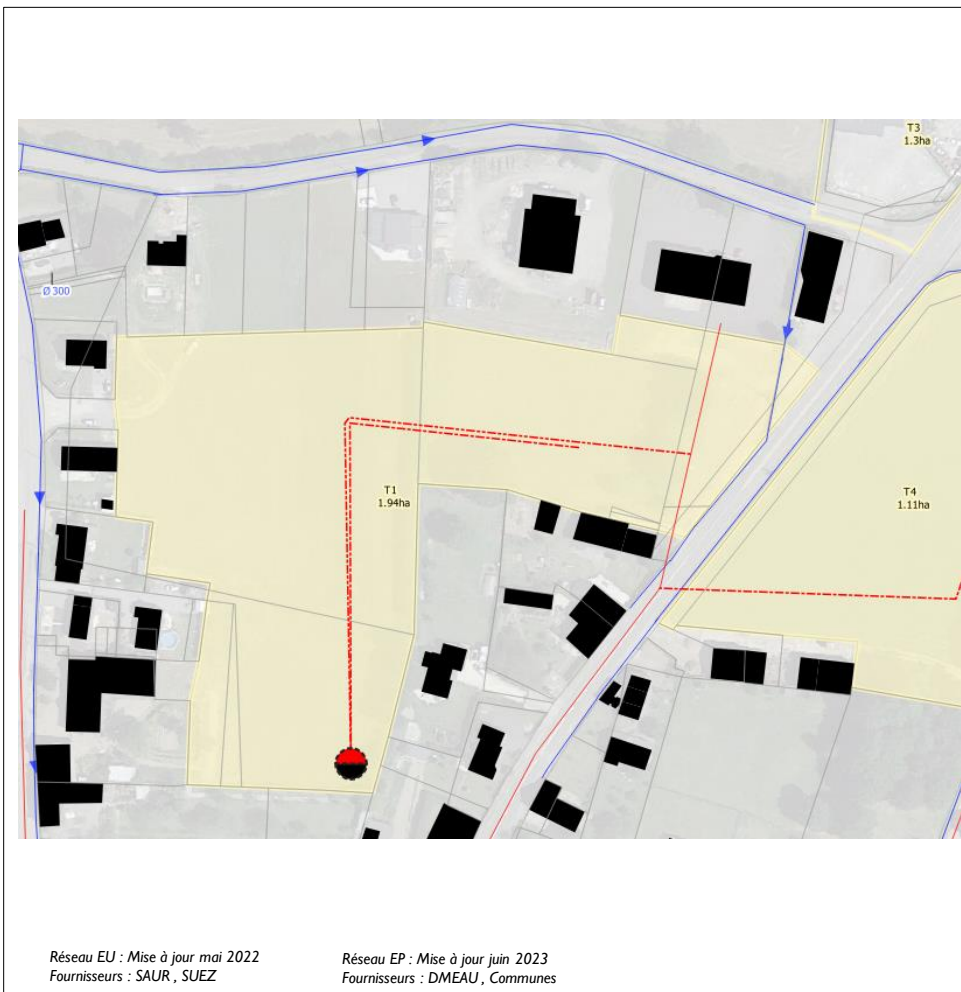 T3
1.3ha
Ø 300
T1
1.94ha
T4
1.11ha
Réseau EU : Mise à jour mai 2022
Fournisseurs : SAUR , SUEZ
Réseau EP : Mise à jour juin 2023
Fournisseurs : DMEAU , Communes